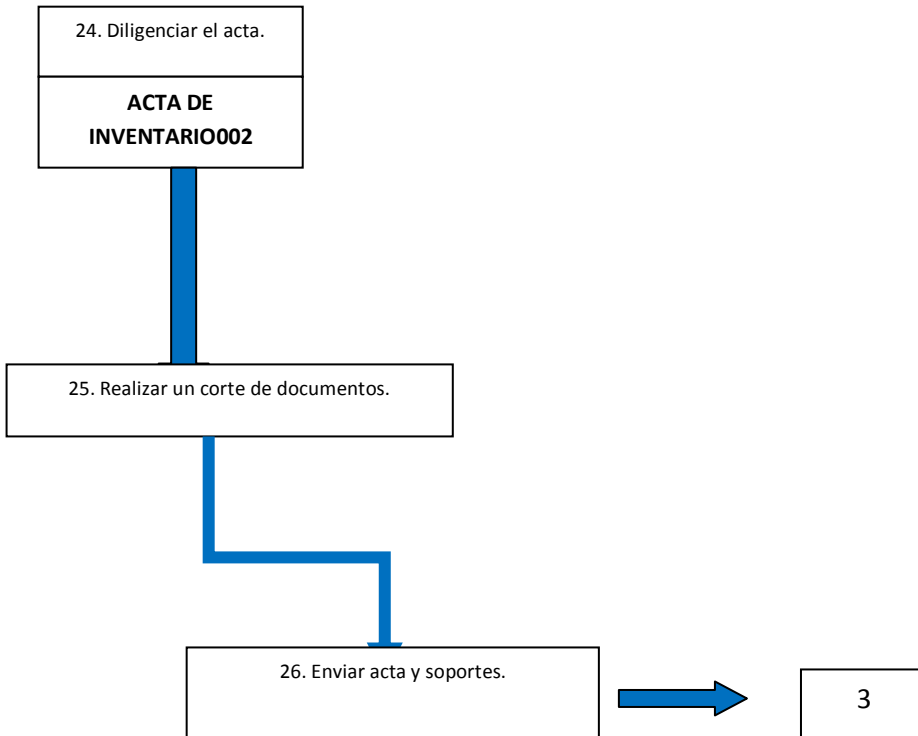 24. Diligenciar el acta.
ACTA DE
INVENTARIO002
25. Realizar un corte de documentos.
26. Enviar acta y soportes.
3